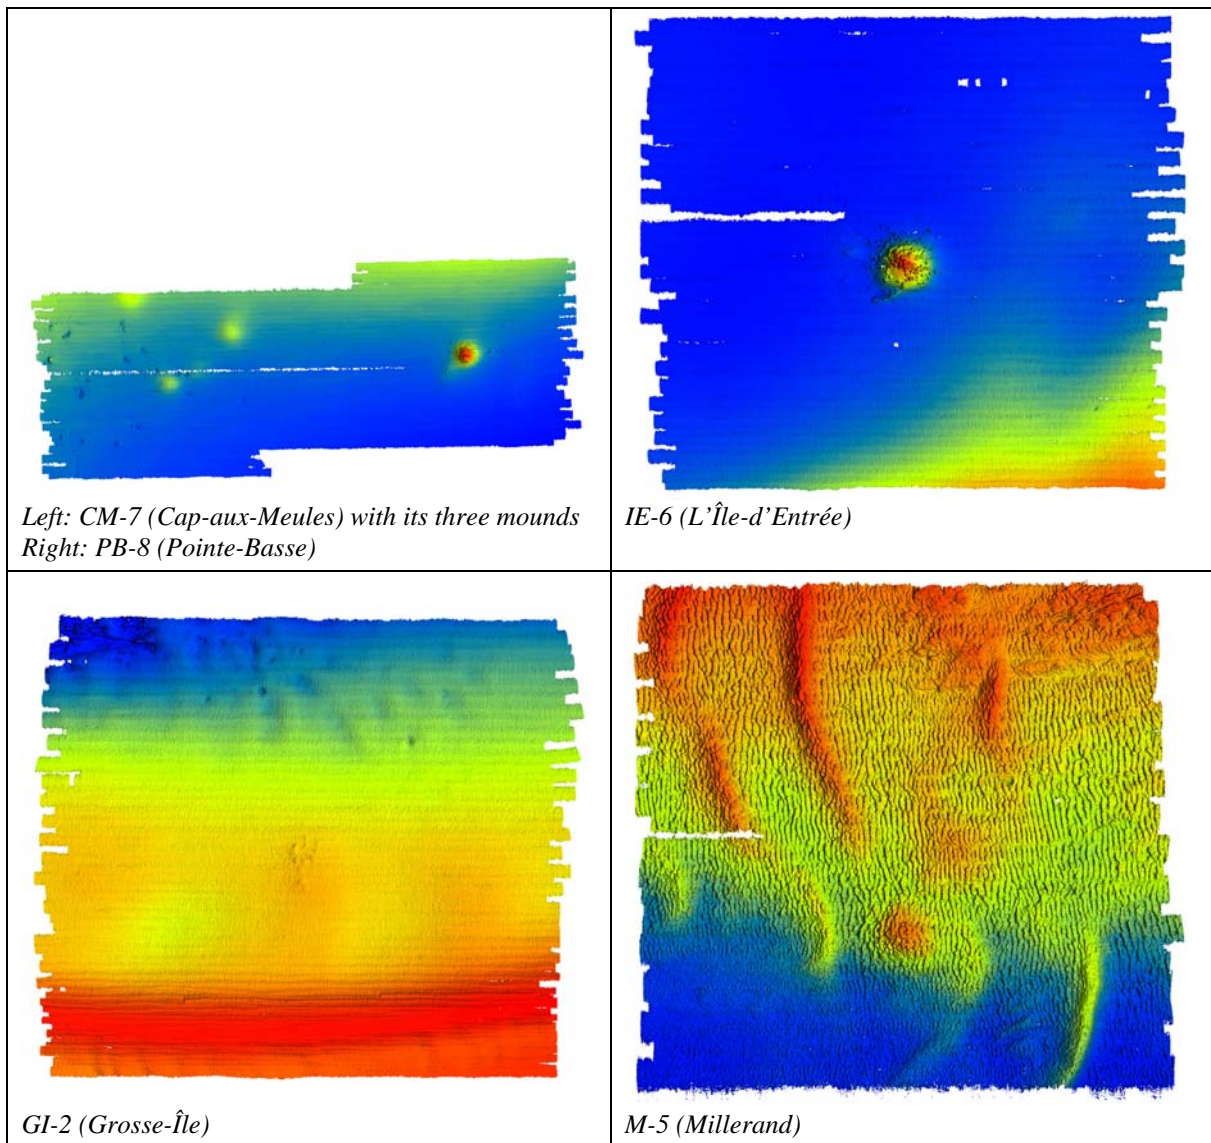 Left: CM-7 (Cap-aux-Meules) with its three mounds
Right: PB-8 (Pointe-Basse)
IE-6 (L'Île-d'Entrée)
GI-2 (Grosse-Île)
M-5 (Millerand)